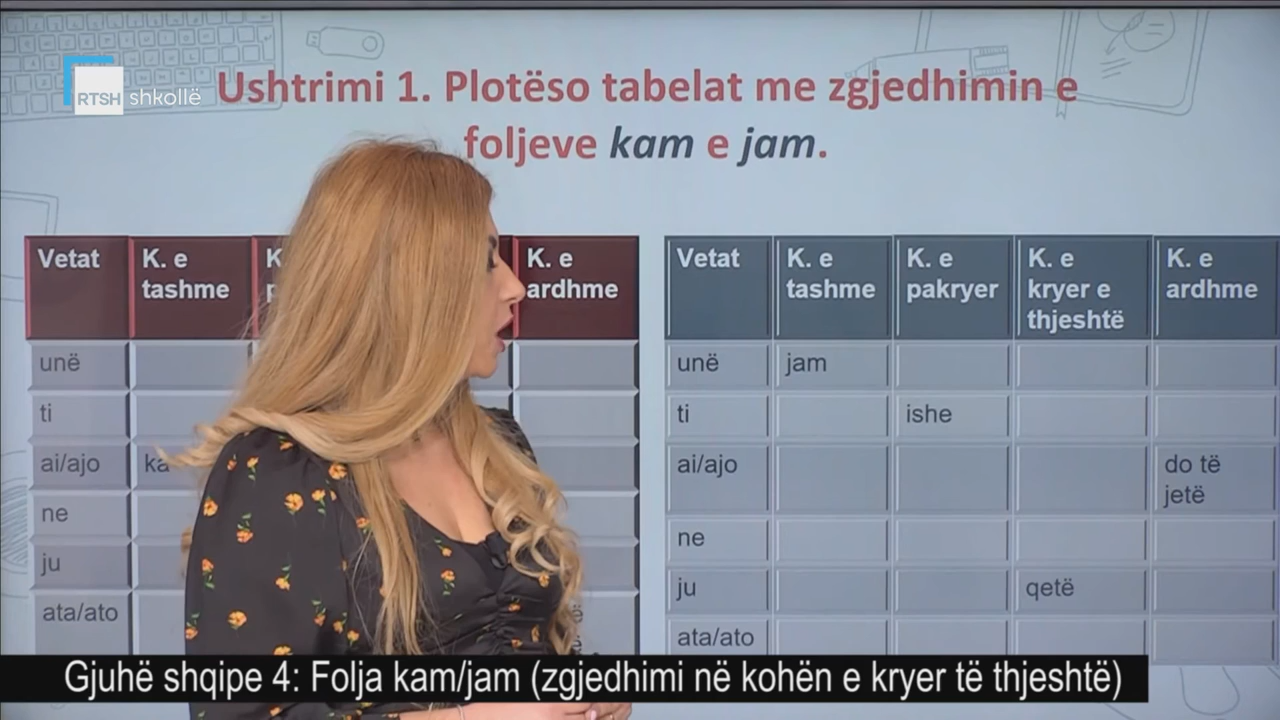 RTSH shkollë
Ushtrimi 1. Plotëso tabelat me zgjedhimin e
foljeve kam e jam.
Vetat K. e tashme K. e ardhme
unë
ti
ai/ajo
ne
ju
ata/ato
Vetat K. e tashme K. e pakryer K. e kryer e thjeshtë K. e ardhme
unë jam
ti ishe
ai/ajo do të jetë
ne
ju qetë
ata/ato
Gjuhë shqipe 4: Folja kam/jam (zgjedhimi në kohën e kryer të thjeshtë)